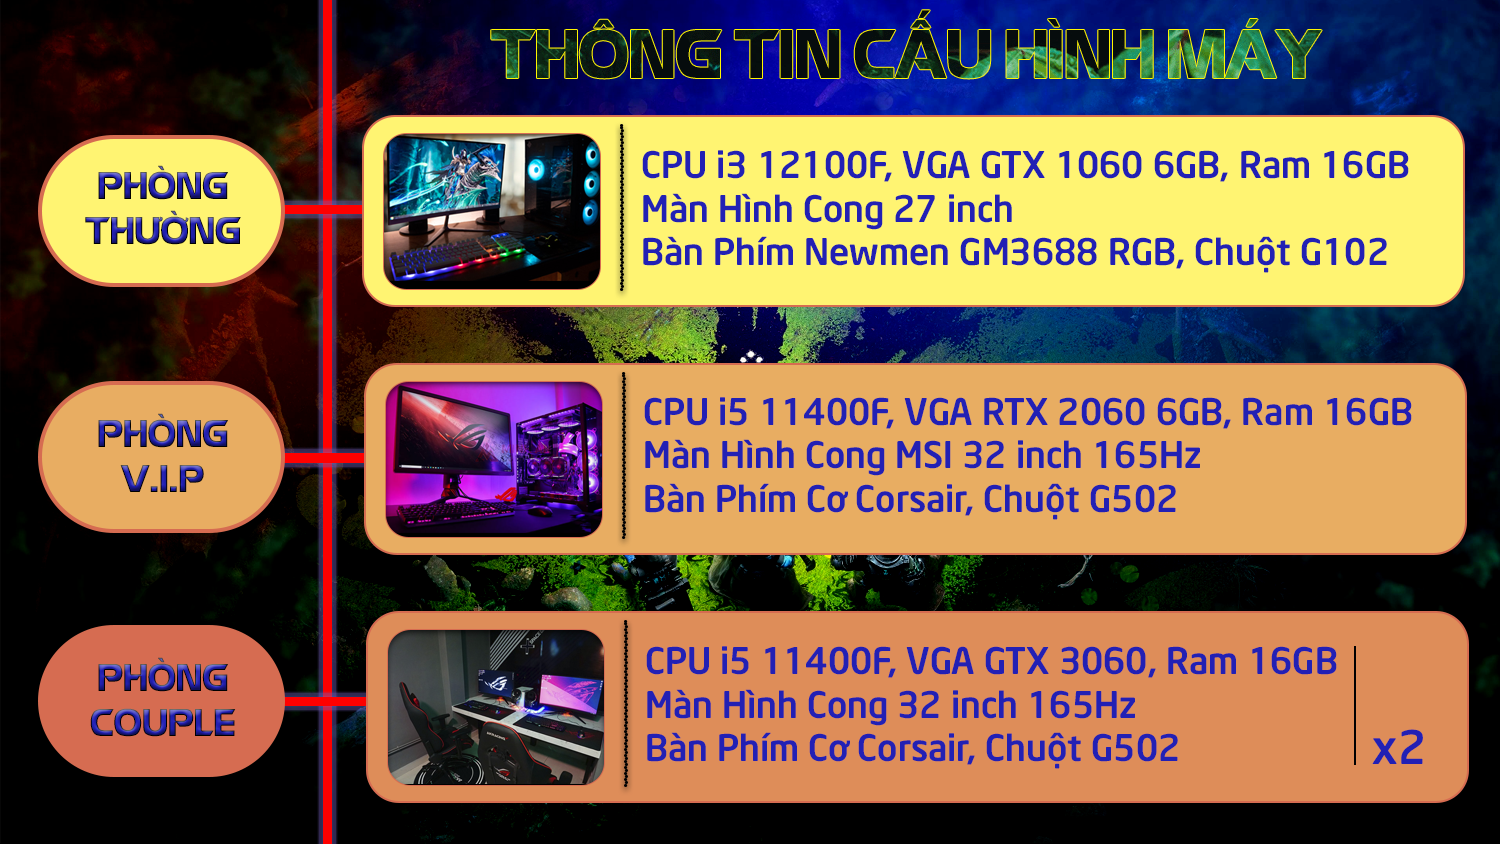 THÔNG TIN CẤU HÌNH MÁY
PHÒNG
THƯỜNG
CPU i3 12100F, VGA GTX 1060 6GB, Ram 16GB
Màn Hình Cong 27 inch
Bàn Phím Newmen GM3688 RGB, Chuột G102
PHÒNG
V.I.P
CPU i5 11400F, VGA RTX 2060 6GB, Ram 16GB
Màn Hình Cong MSI 32 inch 165Hz
Bàn Phím Cơ Corsair, Chuột G502
PHÒNG
COUPLE
CPU i5 11400F, VGA GTX 3060, Ram 16GB
Màn Hình Cong 32 inch 165Hz
Bàn Phím Cơ Corsair, Chuột G502
x2